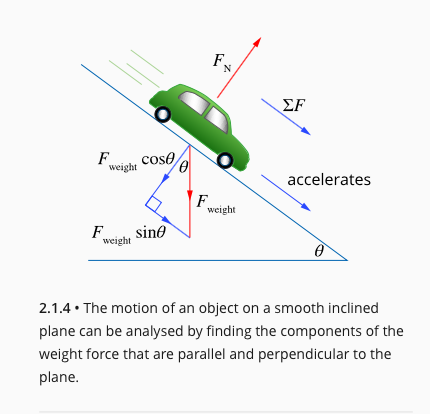 F_N
ΣF
F_weight cosθ
θ
accelerates
F_weight
F_weight sinθ
θ
2.1.4 • The motion of an object on a smooth inclined
plane can be analysed by finding the components of the
weight force that are parallel and perpendicular to the
plane.